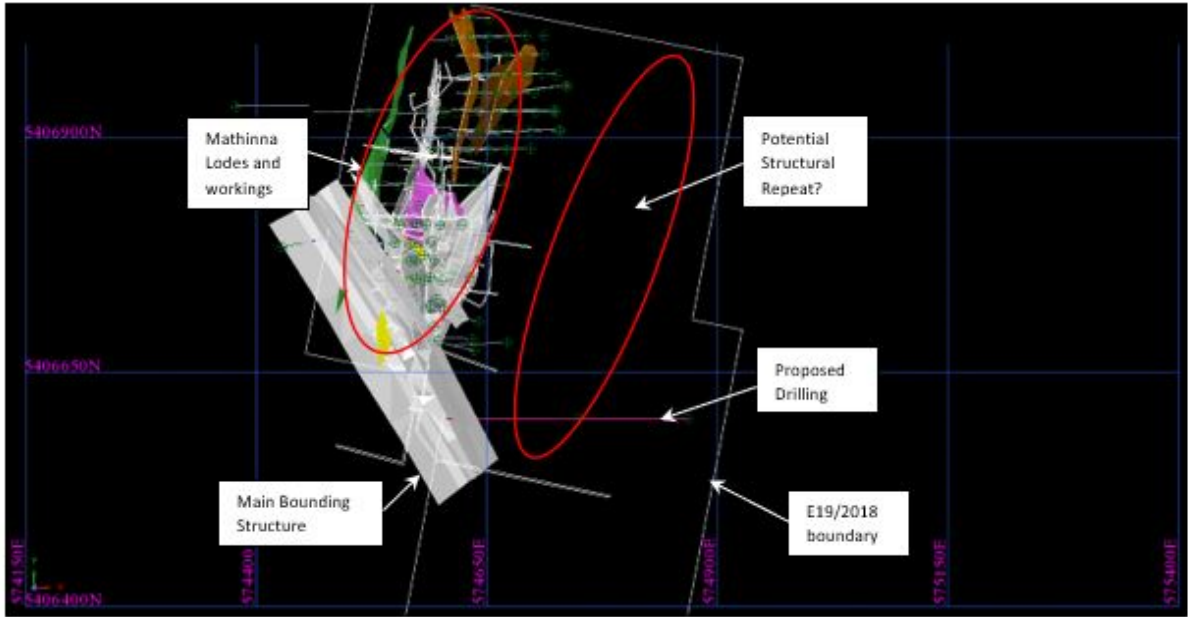 5406900N
Mathinna
Lodes and
workings
Potential
Structural
Repeat?
5406650N
Proposed
Drilling
Main Bounding
Structure
E19/2018
boundary
5406400N
574150E
574400E
574650E
574900E
575150E
575400E